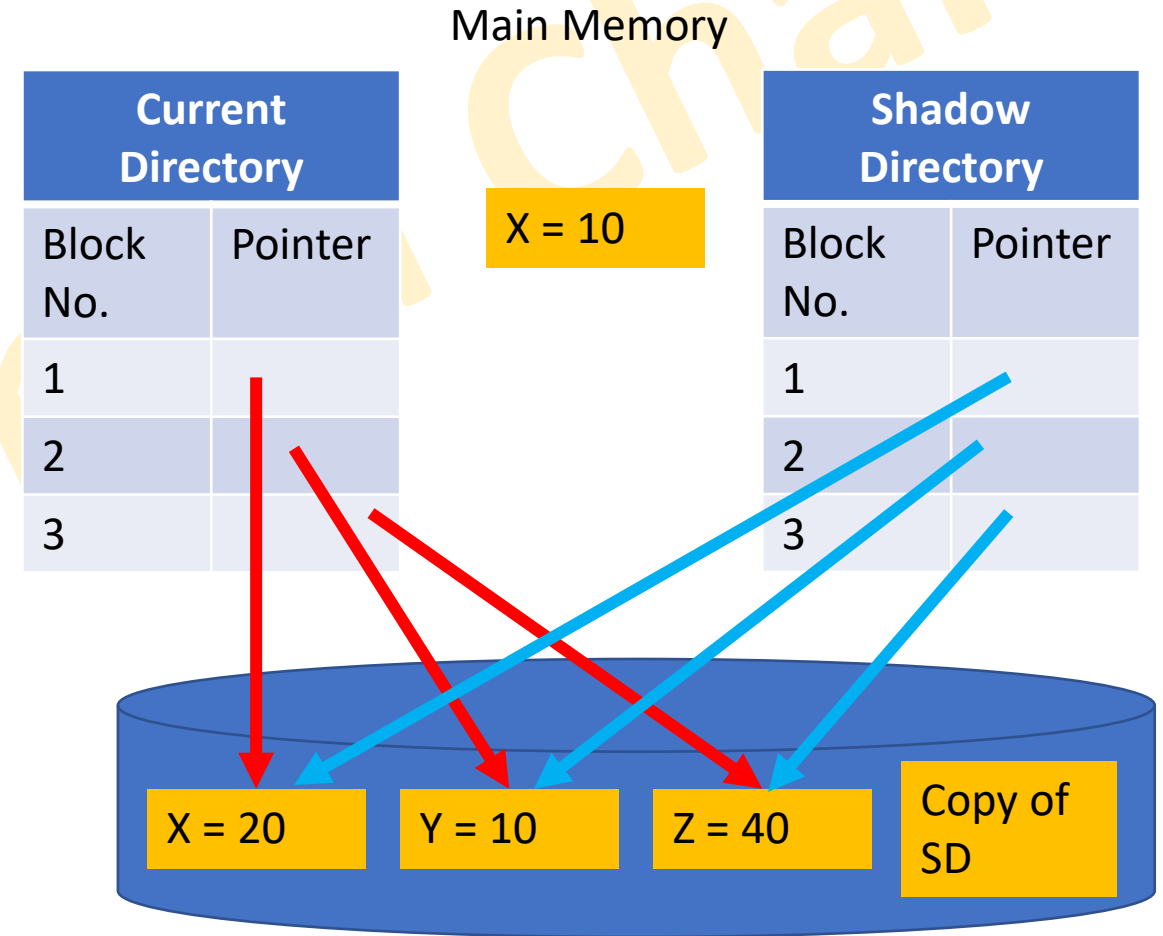 Main Memory
Current
Directory
Block
No.
Pointer
1
2
3
X = 10
Shadow
Directory
Block
No.
Pointer
1
2
3
X = 20
Y = 10
Z = 40
Copy of
SD